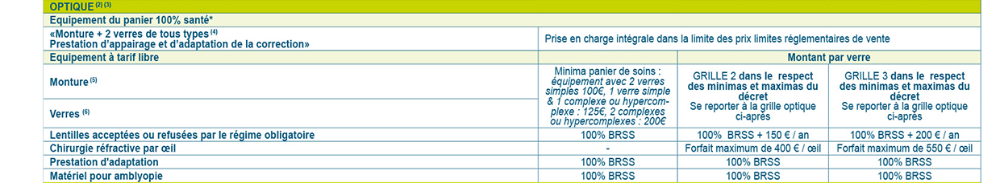 OPTIQUE (2) (3)
Equipement du panier 100% santé*
«Monture + 2 verres de tous types (4)
Prestation d'appairage et d'adaptation de la correction»
Prise en charge intégrale dans la limite des prix limites réglementaires de vente
Equipement à tarif libre
Montant par verre
Monture (5)
Verres (6)
Minima panier de soins :
équipement avec 2 verres
simples 100€, 1 verre simple
& 1 complexe ou hypercom-
plexe : 125€, 2 complexes
ou hypercomplexes : 200€
GRILLE 2 dans le respect
des minimas et maximas du
décret
Se reporter à la grille optique
ci-après
GRILLE 3 dans le respect
des minimas et maximas du
décret
Se reporter à la grille optique
ci-après
Lentilles acceptées ou refusées par le régime obligatoire
100% BRSS
100% BRSS + 150 € / an
100% BRSS + 200 € / an
Chirurgie réfractive par œil
-
Forfait maximum de 400 € / œil
Forfait maximum de 550 € / œil
Prestation d'adaptation
100% BRSS
100% BRSS
100% BRSS
Matériel pour amblyopie
100% BRSS
100% BRSS
100% BRSS